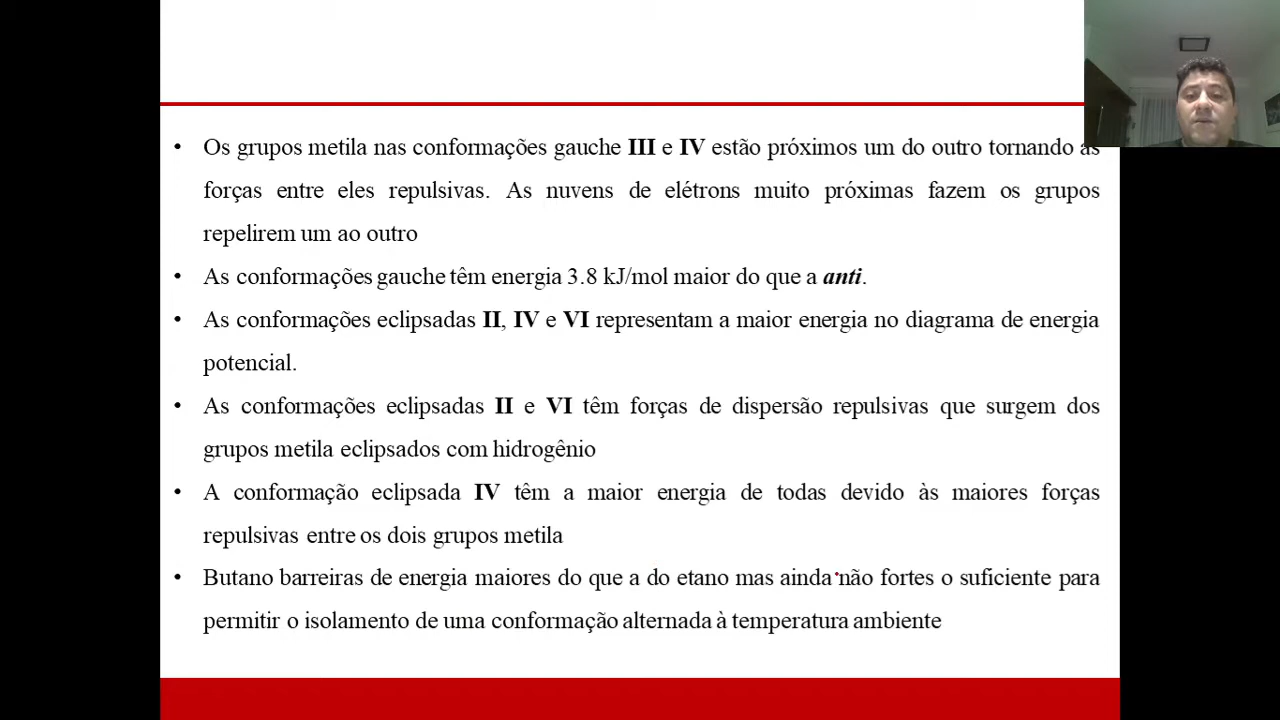 • Os grupos metila nas conformações gauche III e IV estão próximos um do outro tornando as
forças entre eles repulsivas. As nuvens de elétrons muito próximas fazem os grupos
repelirem um ao outro
• As conformações gauche têm energia 3.8 kJ/mol maior do que a anti.
• As conformações eclipsadas II, IV e VI representam a maior energia no diagrama de energia
potencial.
• As conformações eclipsadas II e VI têm forças de dispersão repulsivas que surgem dos
grupos metila eclipsados com hidrogênio
• A conformação eclipsada IV têm a maior energia de todas devido às maiores forças
repulsivas entre os dois grupos metila
• Butano barreiras de energia maiores do que a do etano mas ainda não fortes o suficiente para
permitir o isolamento de uma conformação alternada à temperatura ambiente